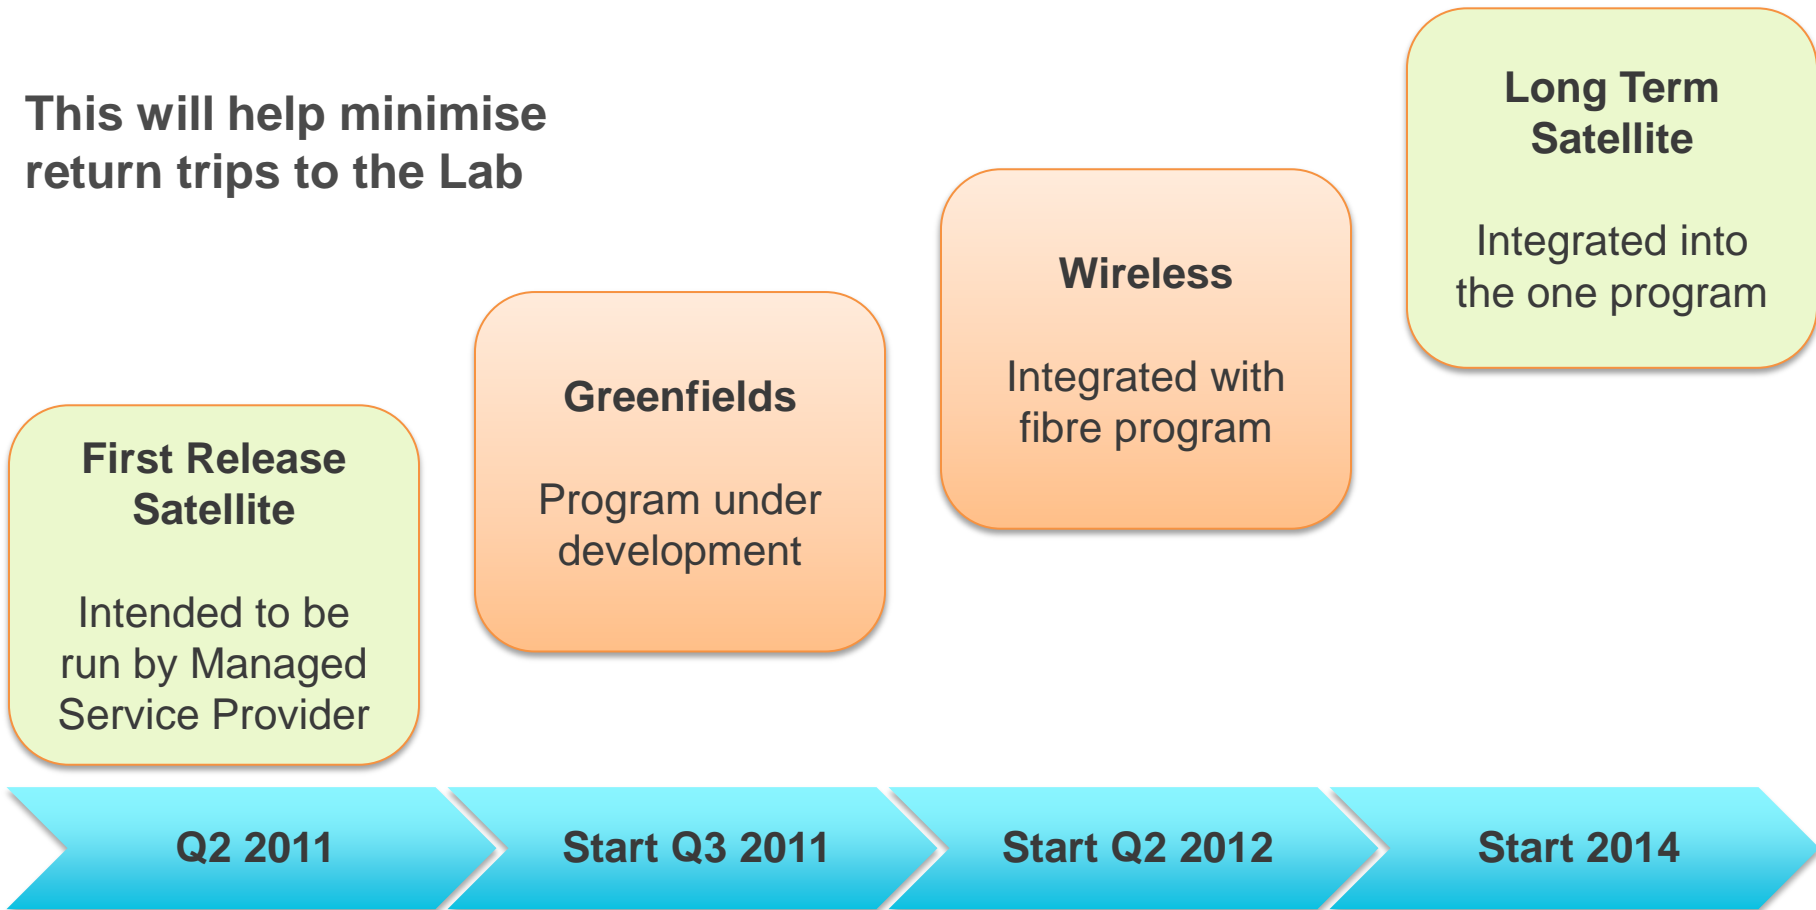 This will help minimise
return trips to the Lab
First Release
Satellite
Intended to be
run by Managed
Service Provider
Greenfields
Program under
development
Wireless
Integrated with
fibre program
Long Term
Satellite
Integrated into
the one program
Q2 2011
Start Q3 2011
Start Q2 2012
Start 2014